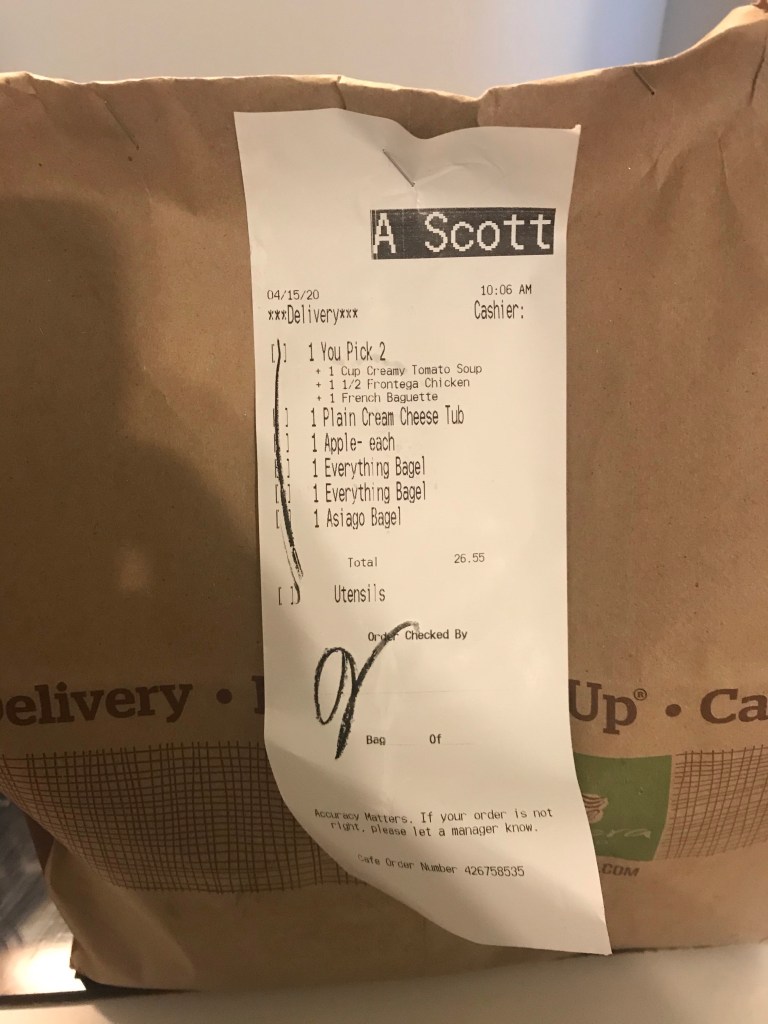 A Scott
04/15/20 10:06 AM
***Delivery*** Cashier:
[ ] 1 You Pick 2
+ 1 Cup Creamy Tomato Soup
+ 1 1/2 Frontega Chicken
+ 1 French Baguette
[ ] 1 Plain Cream Cheese Tub
[ ] 1 Apple- each
[ ] 1 Everything Bagel
[ ] 1 Everything Bagel
[ ] 1 Asiago Bagel
Total 26.55
[ ] Utensils
Order Checked By
Bag Of
Accuracy Matters. If your order is not
right, please let a manager know.
Cafe Order Number 426758535
elivery • Up® • Ca
era
.COM